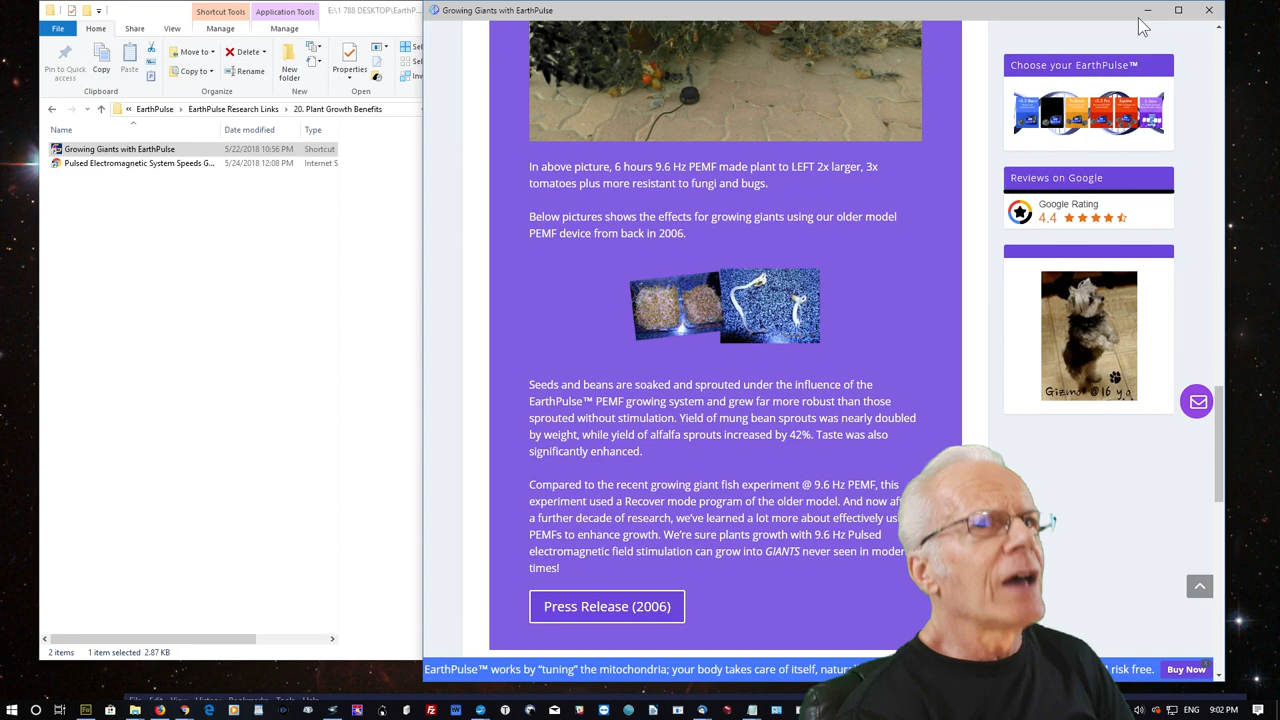 Shortcut Tools
Application Tools
E:\1 788 DESKTOP\EarthP...
Growing Giants with EarthPulse
File
Home
Share
View
Manage
Manage
Pin to Quick access
Copy
Paste
Move to
Copy to
Delete
Rename
New folder
Properties
Clipboard
Organize
New
EarthPulse > EarthPulse Research Links > 20. Plant Growth Benefits
Name
Date modified
Type
Growing Giants with EarthPulse
5/22/2018 10:56 PM
Shortcut
Pulsed Electromagnetic System Speeds G...
5/24/2018 12:08 PM
Internet S
2 items
1 item selected 2.87 KB
In above picture, 6 hours 9.6 Hz PEMF made plant to LEFT 2x larger, 3x
tomatoes plus more resistant to fungi and bugs.
Below pictures shows the effects for growing giants using our older model
PEMF device from back in 2006.
Seeds and beans are soaked and sprouted under the influence of the
EarthPulse™ PEMF growing system and grew far more robust than those
sprouted without stimulation. Yield of mung bean sprouts was nearly doubled
by weight, while yield of alfalfa sprouts increased by 42%. Taste was also
significantly enhanced.
Compared to the recent growing giant fish experiment @ 9.6 Hz PEMF, this
experiment used a Recover mode program of the older model. And now af
a further decade of research, we've learned a lot more about effectively us
PEMFs to enhance growth. We're sure plants growth with 9.6 Hz Pulsed
electromagnetic field stimulation can grow into GIANTS never seen in moder
times!
Press Release (2006)
Choose your EarthPulse™
Reviews on Google
Google Rating
4.4
Gizmo @ 16 y.o
EarthPulse™ works by "tuning" the mitochondria; your body takes care of itself, natur
risk free.
Buy Now
File Edit View History Bookmarks Tools Help
9:02 PM